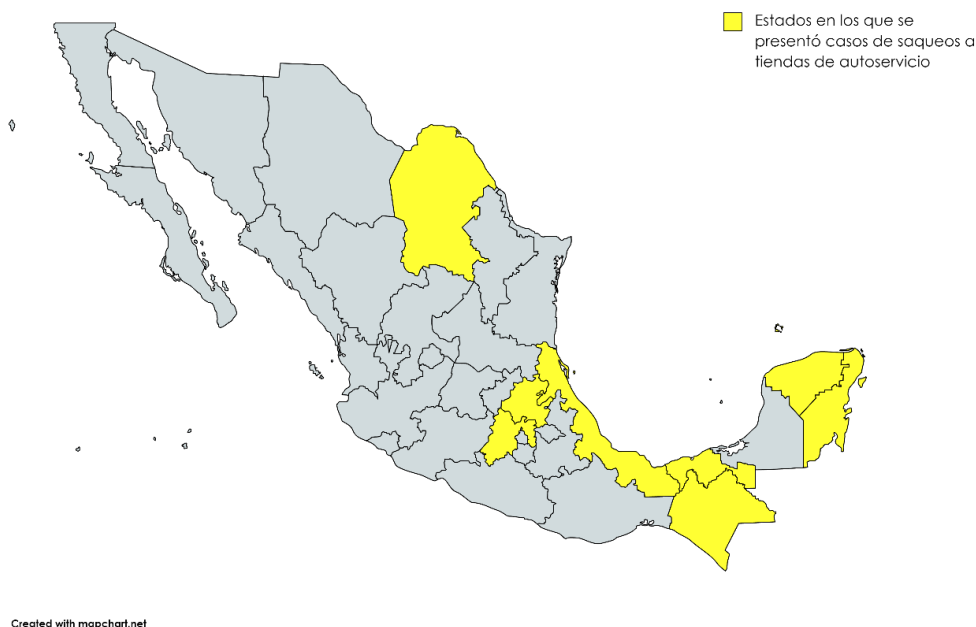 Estados en los que se
presentó casos de saqueos a
tiendas de autoservicio
Created with mapchart.net